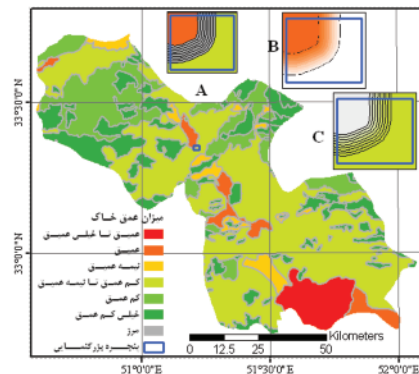 A
B
C
33°30'0" N
33°0'0" N
میزان عمق خاک
عمیق تا خیلی عمیق
عمیق
نیمه عمیق
کم عمق تا نیمه عمیق
کم عمق
خیلی کم عمق
مرز
پنجره بزرگنمایی
Kilometers
0 12.5 25 50
51°0'0"E
51°30'0"E
52°0'0"E